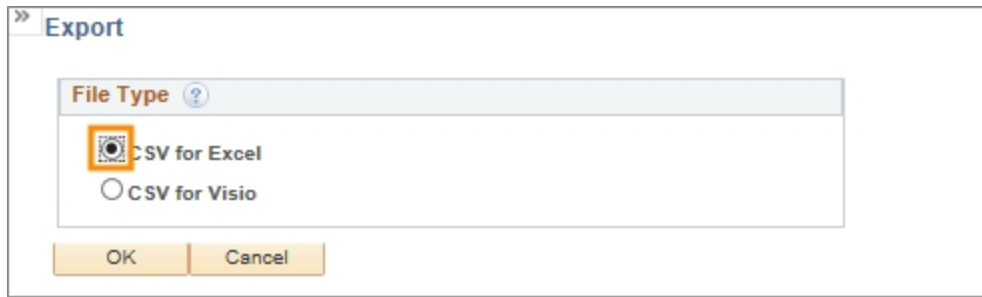 »
Export
File Type ?
CSV for Excel
CSV for Visio
OK Cancel